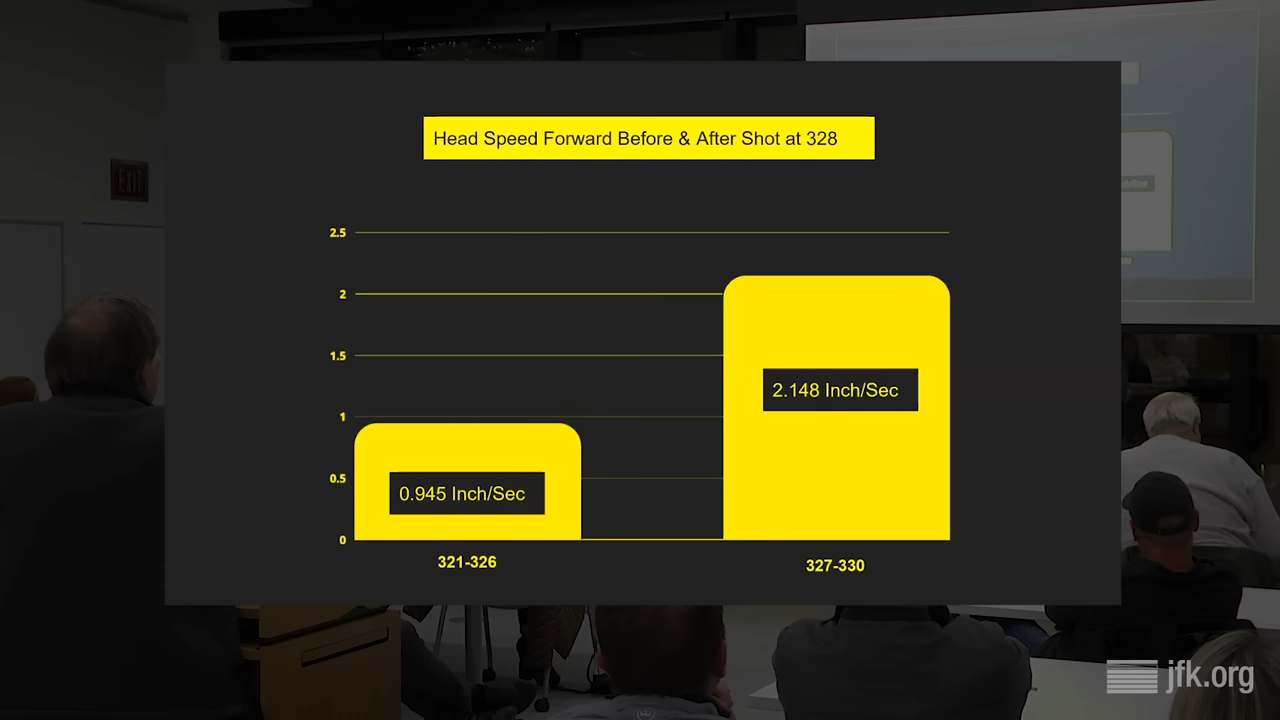 Head Speed Forward Before & After Shot at 328
EXIT
2.5
2
1.5
1
0.5
0
2.148 Inch/Sec
0.945 Inch/Sec
321-326
327-330
jfk.org